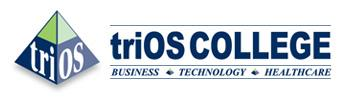 triOS
triOS COLLEGE
BUSINESS ◆ TECHNOLOGY ◆ HEALTHCARE